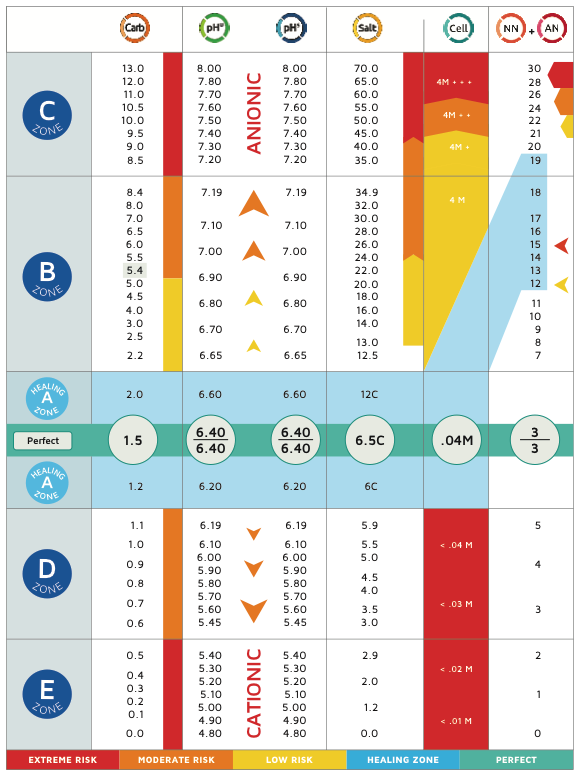 Carb pHᵘ pHˢ Salt Cell NN + AN
C ZONE
ANIONIC
13.0 8.00 8.00 70.0 30
12.0 7.80 7.80 65.0 4M + + + 28
11.0 7.70 7.70 60.0 26
10.5 7.60 7.60 55.0 24
10.0 7.50 7.50 50.0 4M + + 22
9.5 7.40 7.40 45.0 21
9.0 7.30 7.30 40.0 4M + 20
8.5 7.20 7.20 35.0 19
B ZONE
8.4 7.19 7.19 34.9 4 M 18
8.0 32.0
7.0 7.10 7.10 30.0 17
6.5 28.0 16
6.0 7.00 7.00 26.0 15
5.5 24.0 14
5.4 6.90 6.90 22.0 13
5.0 20.0 12
4.5 6.80 6.80 18.0 11
4.0 16.0 10
3.0 6.70 6.70 14.0 9
2.5 13.0 8
2.2 6.65 6.65 12.5 7
HEALING A ZONE
2.0 6.60 6.60 12C
Perfect 1.5 6.40 6.40 6.5C .04M 3
6.40 6.40 3
HEALING A ZONE
1.2 6.20 6.20 6C
D ZONE
1.1 6.19 6.19 5.9 5
1.0 6.10 6.10 5.5 < .04 M
6.00 6.00 5.0
0.9 5.90 5.90 4.5 4
0.8 5.80 5.80 4.0
0.7 5.70 5.70 < .03 M
5.60 5.60 3.5 3
0.6 5.45 5.45 3.0
E ZONE
CATIONIC
0.5 5.40 5.40 2.9 2
5.30 5.30 < .02 M
0.4 5.20 5.20 2.0
0.3 5.10 5.10 1
0.2 5.00 5.00 1.2
0.1 4.90 4.90 < .01 M
0.0 4.80 4.80 0.0 0
EXTREME RISK MODERATE RISK LOW RISK HEALING ZONE PERFECT